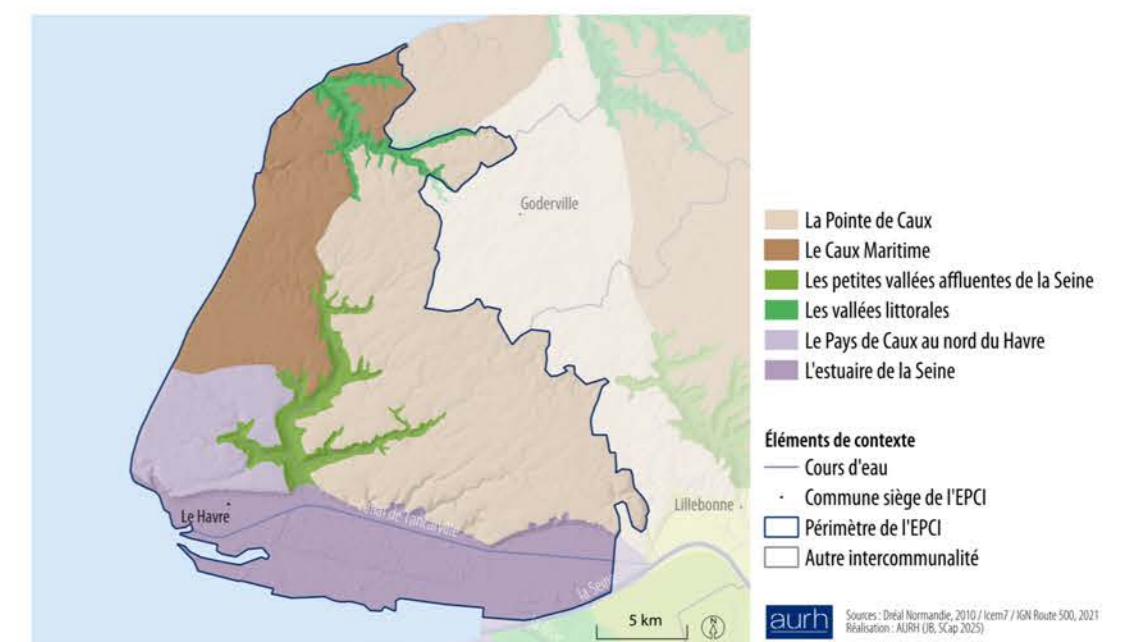 Goderville
Le Havre
Canal de Tancarville
Lillebonne
la Seine
5 km
N
La Pointe de Caux
Le Caux Maritime
Les petites vallées affluentes de la Seine
Les vallées littorales
Le Pays de Caux au nord du Havre
L'estuaire de la Seine
Éléments de contexte
Cours d'eau
Commune siège de l'EPCI
Périmètre de l'EPCI
Autre intercommunalité
aurh
Sources : Dréal Normandie, 2010 / Icem7 / IGN Route 500, 2021
Réalisation : AURH (JB, SCap 2025)